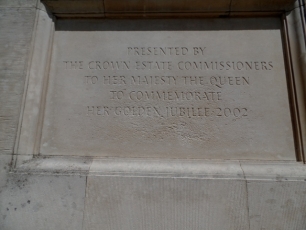 PRESENTED BY
THE CROWN ESTATE COMMISSIONERS
TO HER MAJESTY THE QUEEN
TO COMMEMORATE
HER GOLDEN JUBILEE 2002